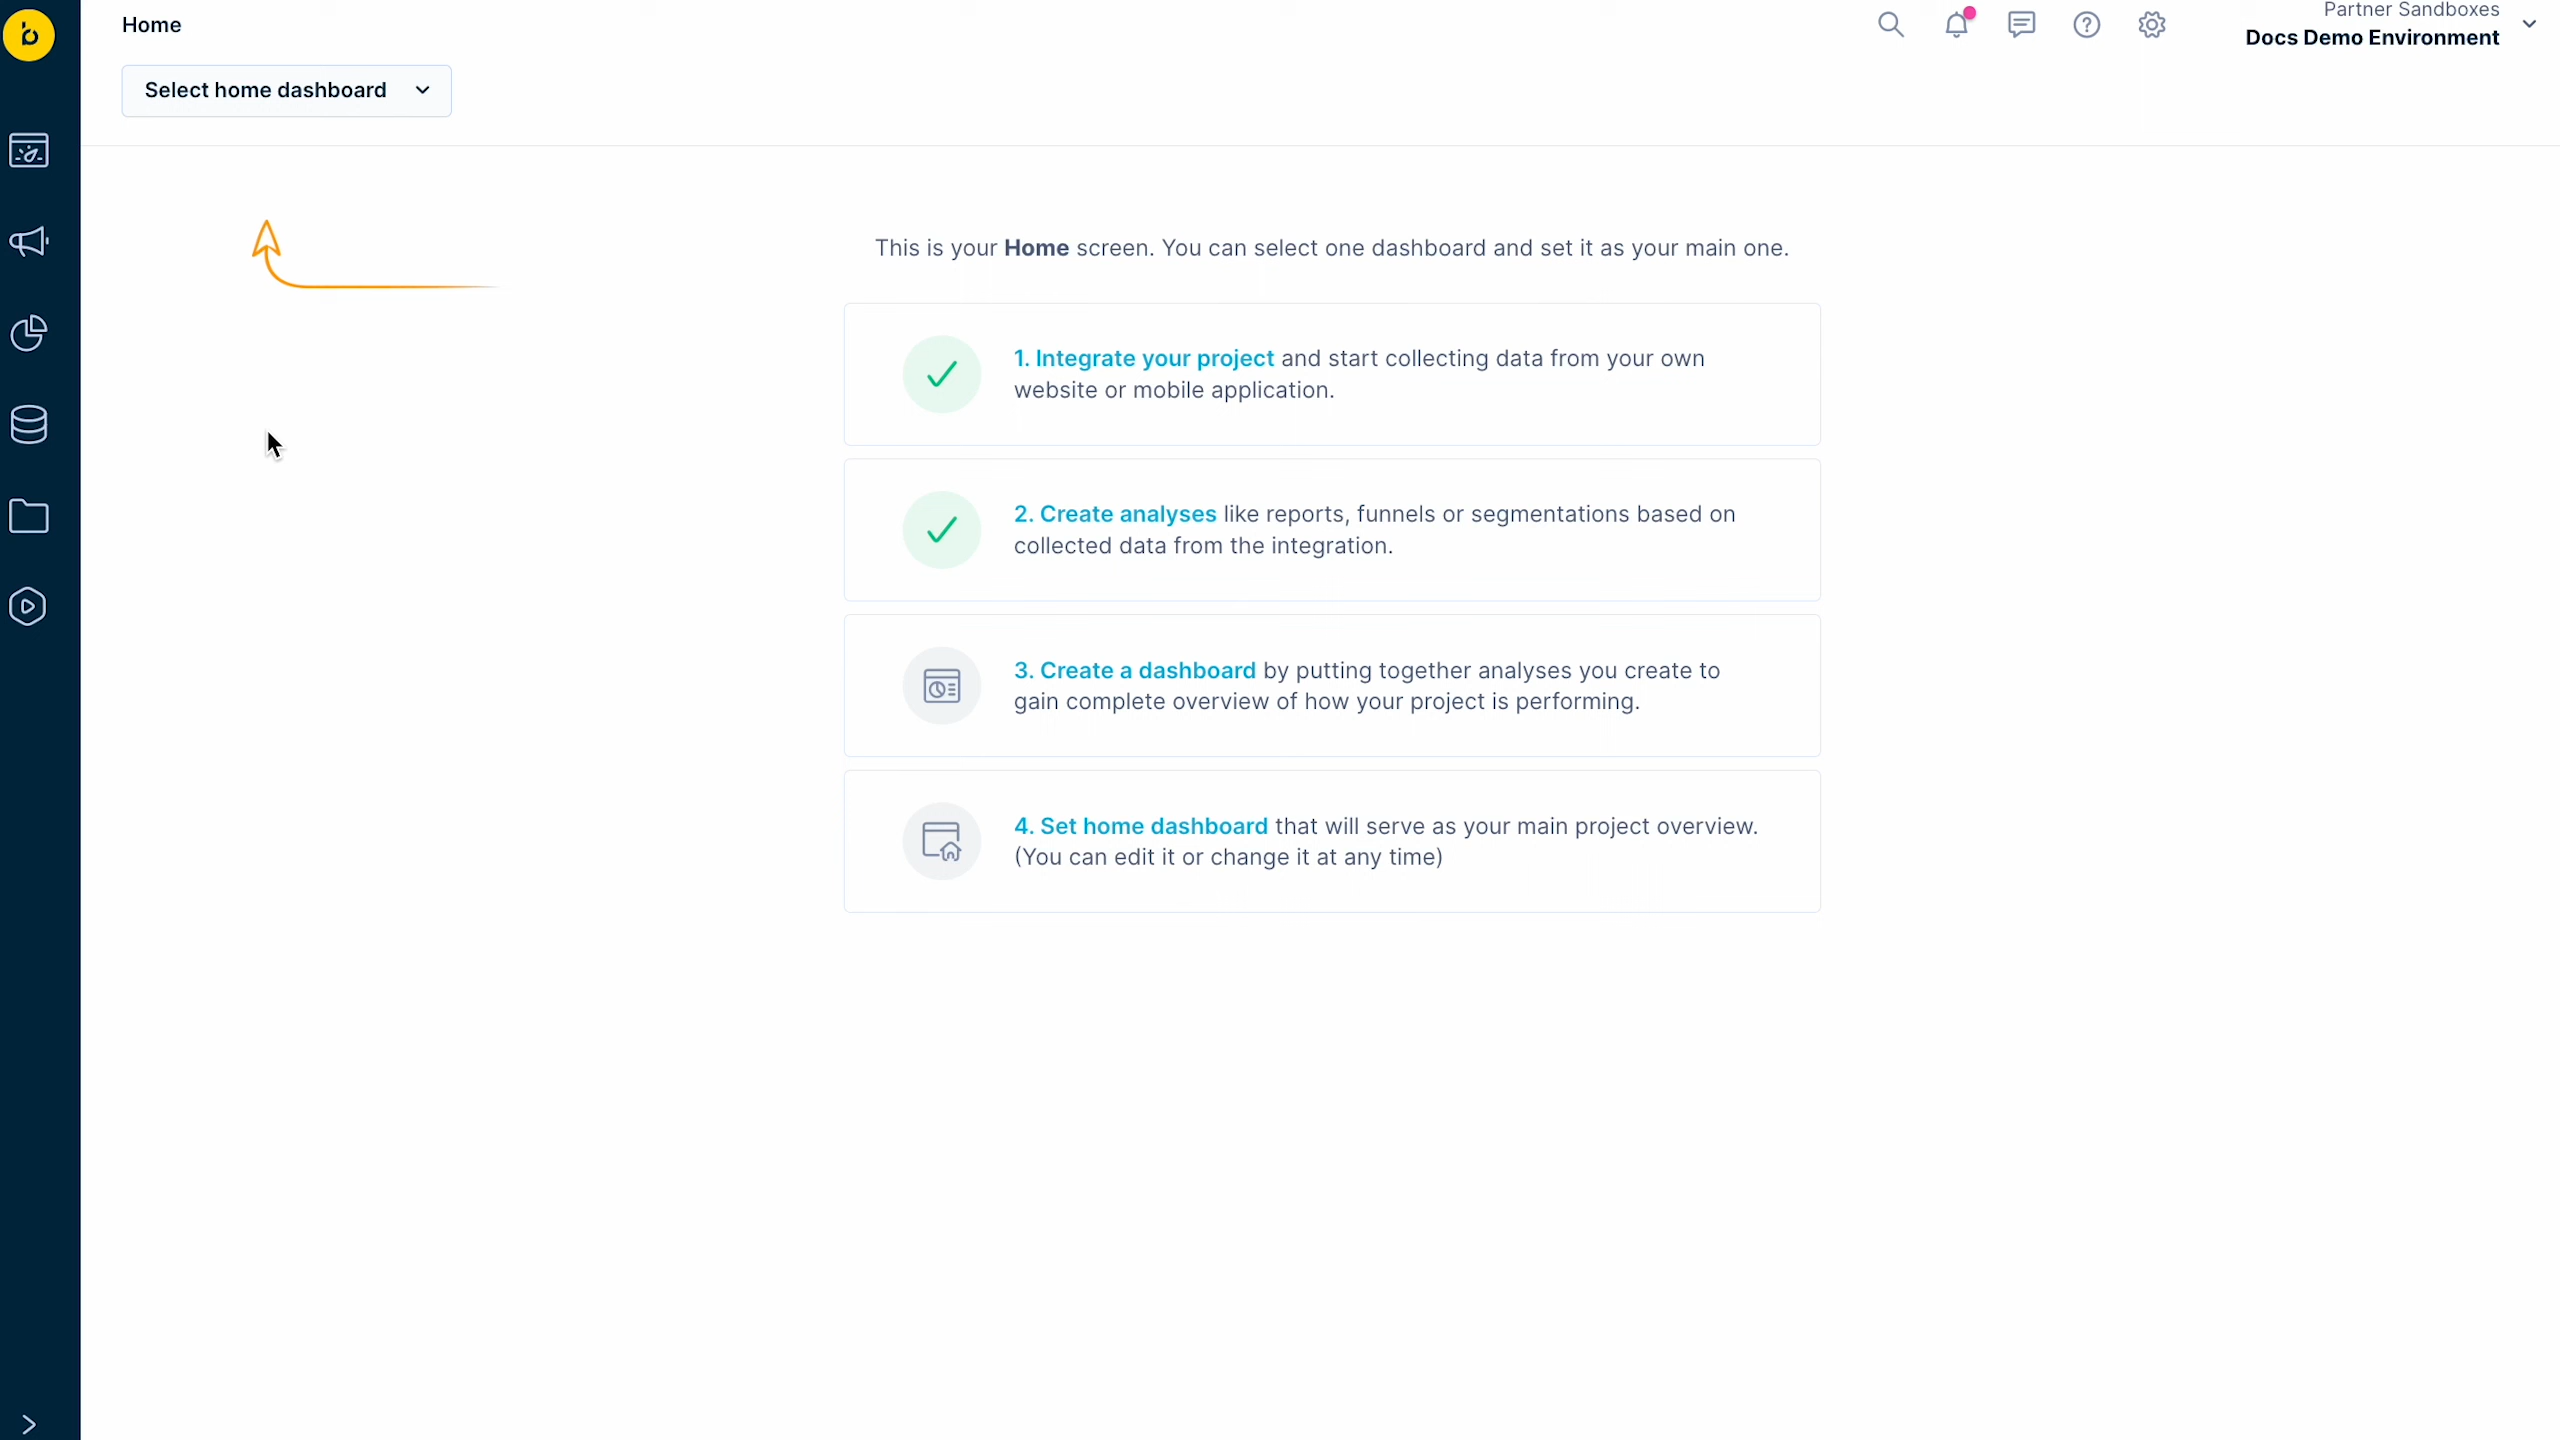 Home
Partner Sandboxes
Docs Demo Environment
Select home dashboard
This is your Home screen. You can select one dashboard and set it as your main one.
1. Integrate your project and start collecting data from your own
website or mobile application.
2. Create analyses like reports, funnels or segmentations based on
collected data from the integration.
3. Create a dashboard by putting together analyses you create to
gain complete overview of how your project is performing.
4. Set home dashboard that will serve as your main project overview.
(You can edit it or change it at any time)